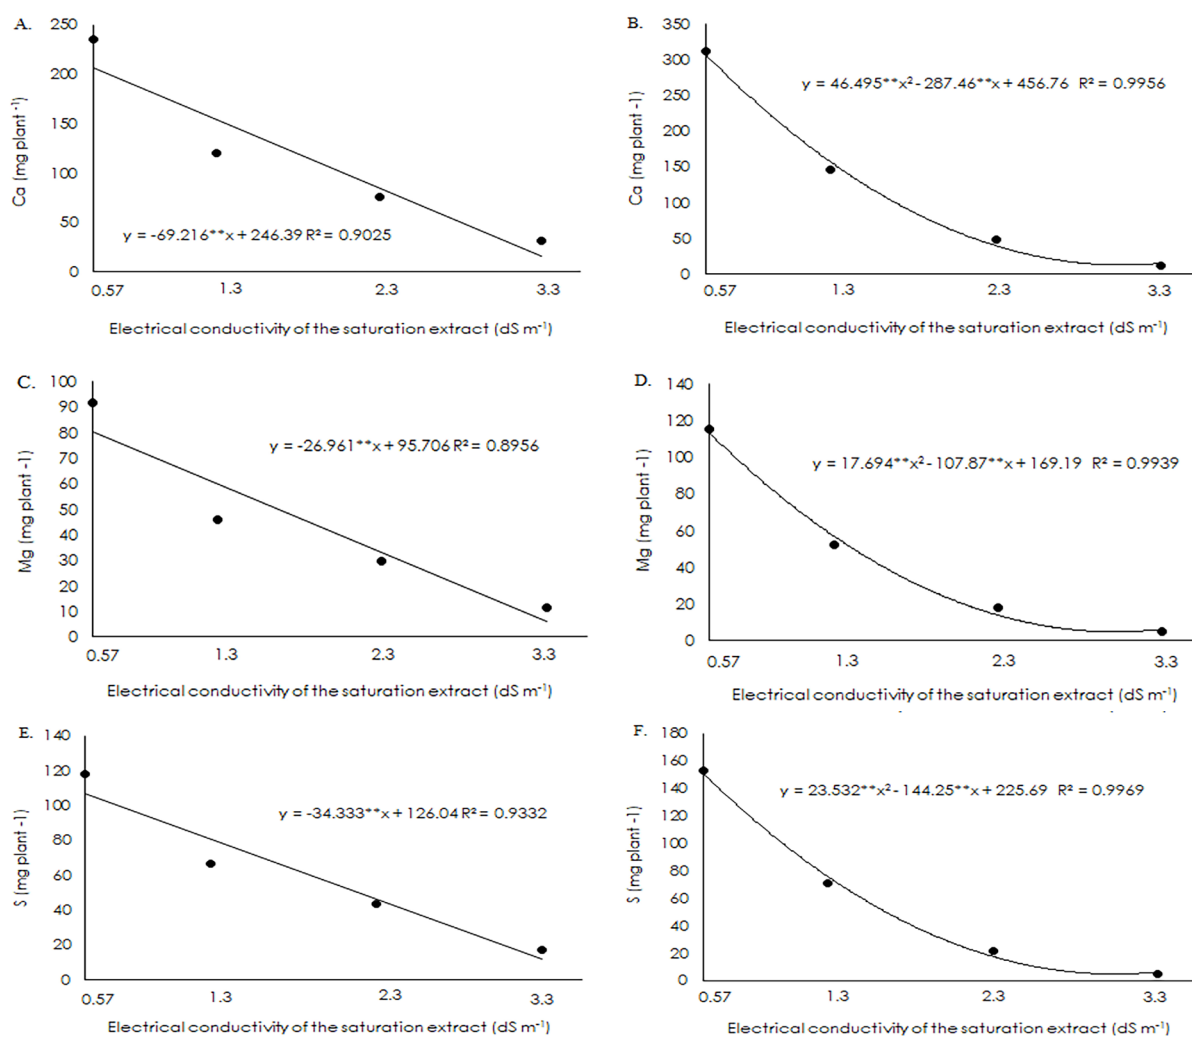 A.
250
200
150
100
50
0
Ca (mg plant ⁻¹)
y = -69.216**x + 246.39 R² = 0.9025
0.57 1.3 2.3 3.3
Electrical conductivity of the saturation extract (dS m⁻¹)
B.
350
300
250
200
150
100
50
0
Ca (mg plant -1)
y = 46.495**x² - 287.46**x + 456.76 R² = 0.9956
0.57 1.3 2.3 3.3
Electrical conductivity of the saturation extract (dS m⁻¹)
C.
100
90
80
70
60
50
40
30
20
10
0
Mg (mg plant -1)
y = -26.961**x + 95.706 R² = 0.8956
0.57 1.3 2.3 3.3
Electrical conductivity of the saturation extract (dS m⁻¹)
D.
140
120
100
80
60
40
20
0
Mg (mg plant -1)
y = 17.694**x² - 107.87**x + 169.19 R² = 0.9939
0.57 1.3 2.3 3.3
Electrical conductivity of the saturation extract (dS m⁻¹)
E.
140
120
100
80
60
40
20
0
S (mg plant -1)
y = -34.333**x + 126.04 R² = 0.9332
0.57 1.3 2.3 3.3
Electrical conductivity of the saturation extract (dS m⁻¹)
F.
180
160
140
120
100
80
60
40
20
0
S (mg plant -1)
y = 23.532**x² - 144.25**x + 225.69 R² = 0.9969
0.57 1.3 2.3 3.3
Electrical conductivity of the saturation extract (dS m⁻¹)